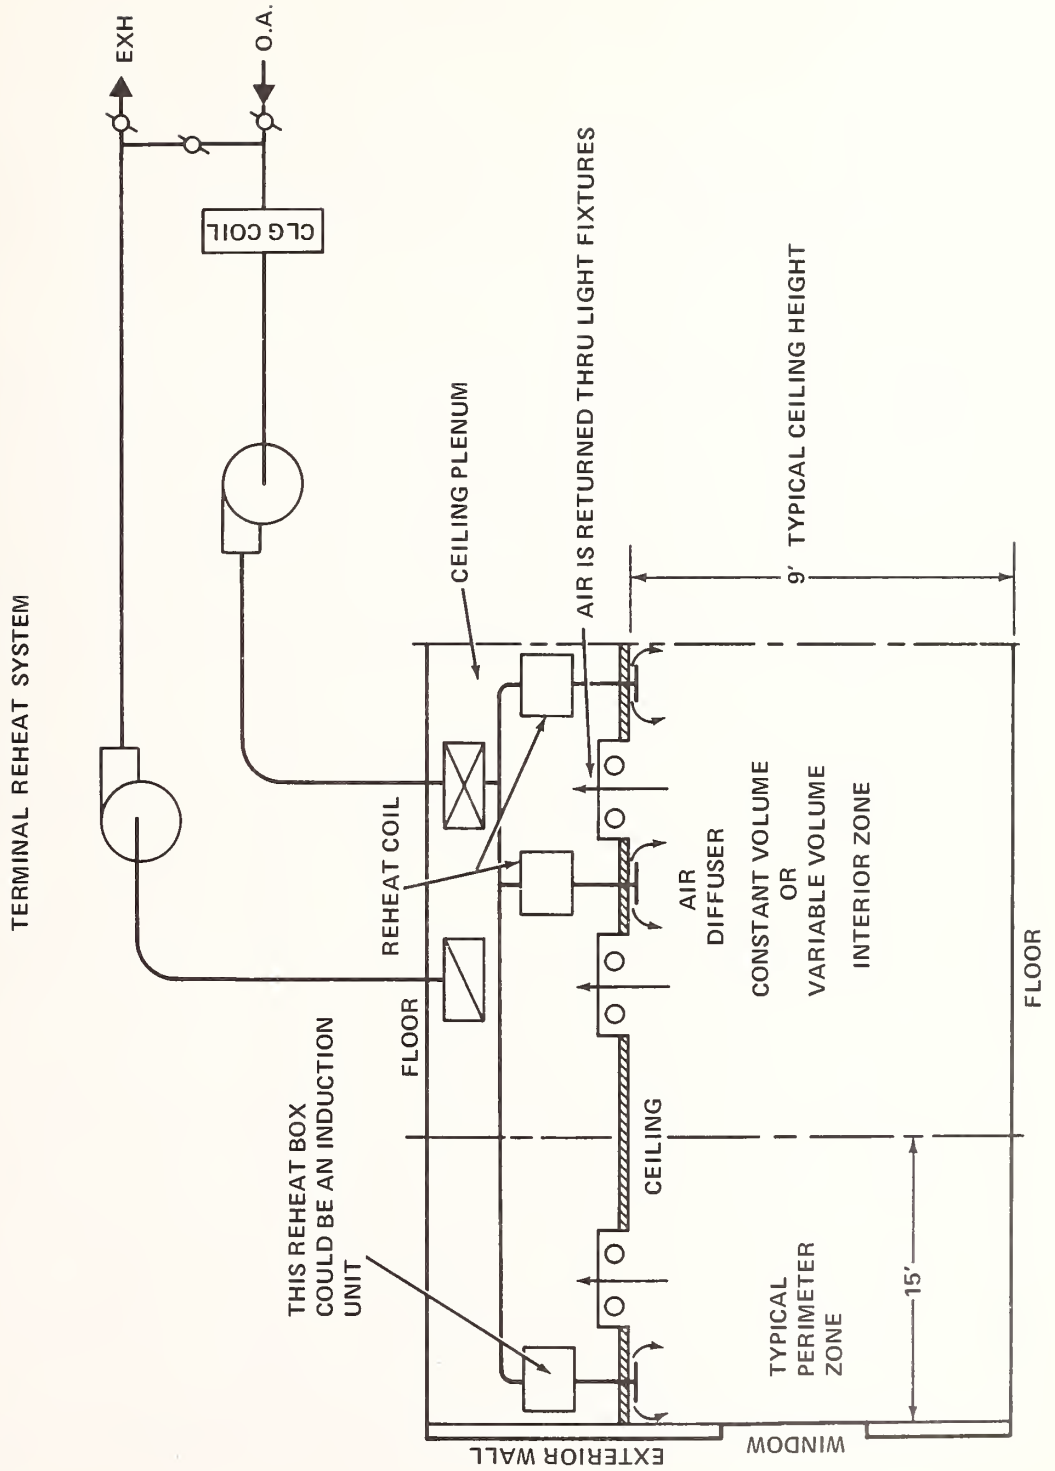 TERMINAL REHEAT SYSTEM
EXH
O.A.
CLG COIL
CEILING PLENUM
AIR IS RETURNED THRU LIGHT FIXTURES
9' TYPICAL CEILING HEIGHT
REHEAT COIL
FLOOR
THIS REHEAT BOX
COULD BE AN INDUCTION
UNIT
AIR
DIFFUSER
CONSTANT VOLUME
OR
VARIABLE VOLUME
INTERIOR ZONE
CEILING
TYPICAL
PERIMETER
ZONE
15'
EXTERIOR WALL
WINDOW
FLOOR